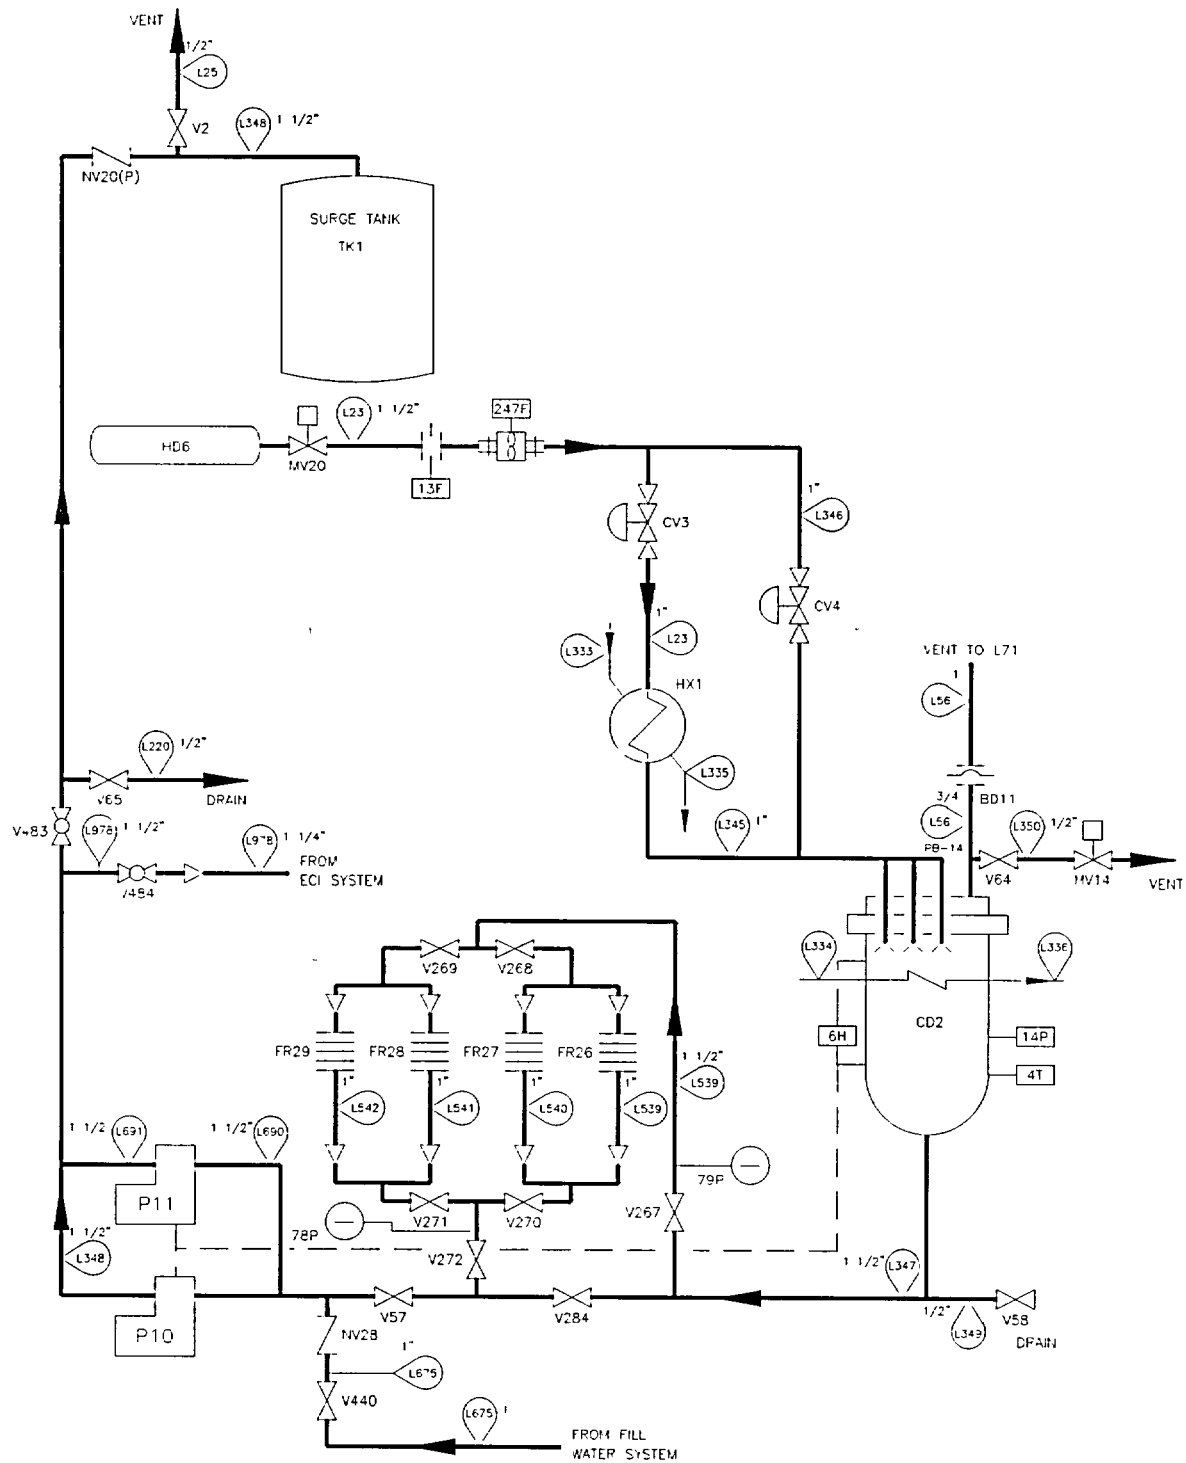 VENT
1/2"
L25
V2
L348
1 1/2"
NV20(P)
SURGE TANK
TK1
L23
1 1/2"
247F
HD6
MV20
13F
1"
L346
CV3
CV4
1"
L333
L23
VENT TO L71
HX1
1
L56
L220
1/2"
L335
V65
DRAIN
3/4
BD11
V483
L978
1 1/2"
L978
1 1/4"
L345
1"
L56
L350
1/2"
FROM
ECI SYSTEM
PB-14
V484
V64
MV14
VENT
V269
V268
L334
L336
CD2
FR29
FR28
FR27
FR26
6H
14P
4T
1 1/2"
L539
1"
L542
1"
L541
1"
L540
1"
L539
1 1/2
L691
1 1/2"
L690
79P
P11
V271
V270
V267
1 1/2"
L348
78P
V272
1 1/2"
L347
P10
V57
V284
1/2"
L349
V58
DRAIN
NV28
1"
L675
V440
L675
1
FROM FILL
WATER SYSTEM